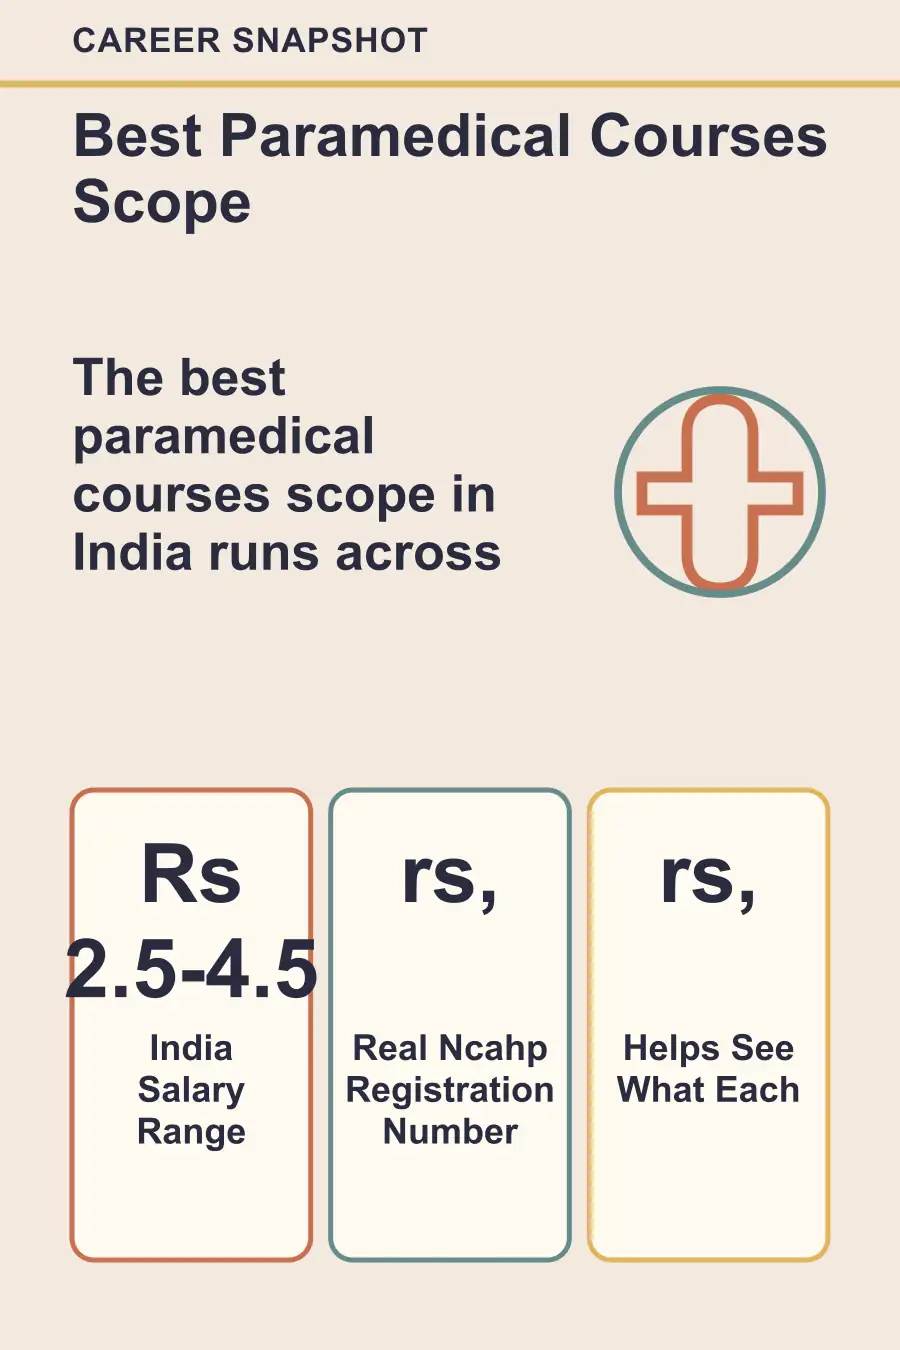 CAREER SNAPSHOT
Best Paramedical Courses
Scope
The best
paramedical
courses scope in
India runs across
Rs
2.5-4.5
India
Salary
Range
rs,
Real Ncahp
Registration
Number
rs,
Helps See
What Each